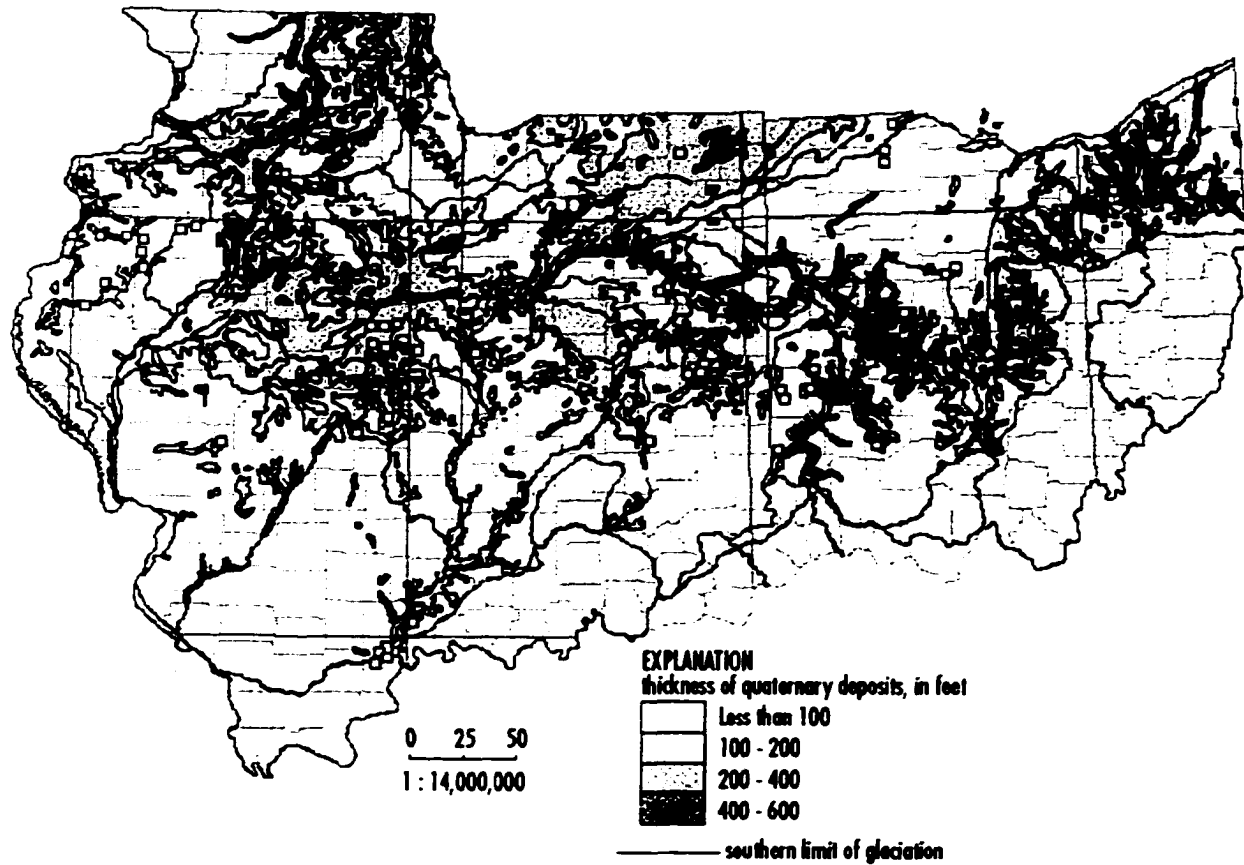 EXPLANATION
thickness of quaternary deposits, in feet
Less than 100
100 - 200
200 - 400
400 - 600
southern limit of glaciation
0 25 50
1 : 14,000,000